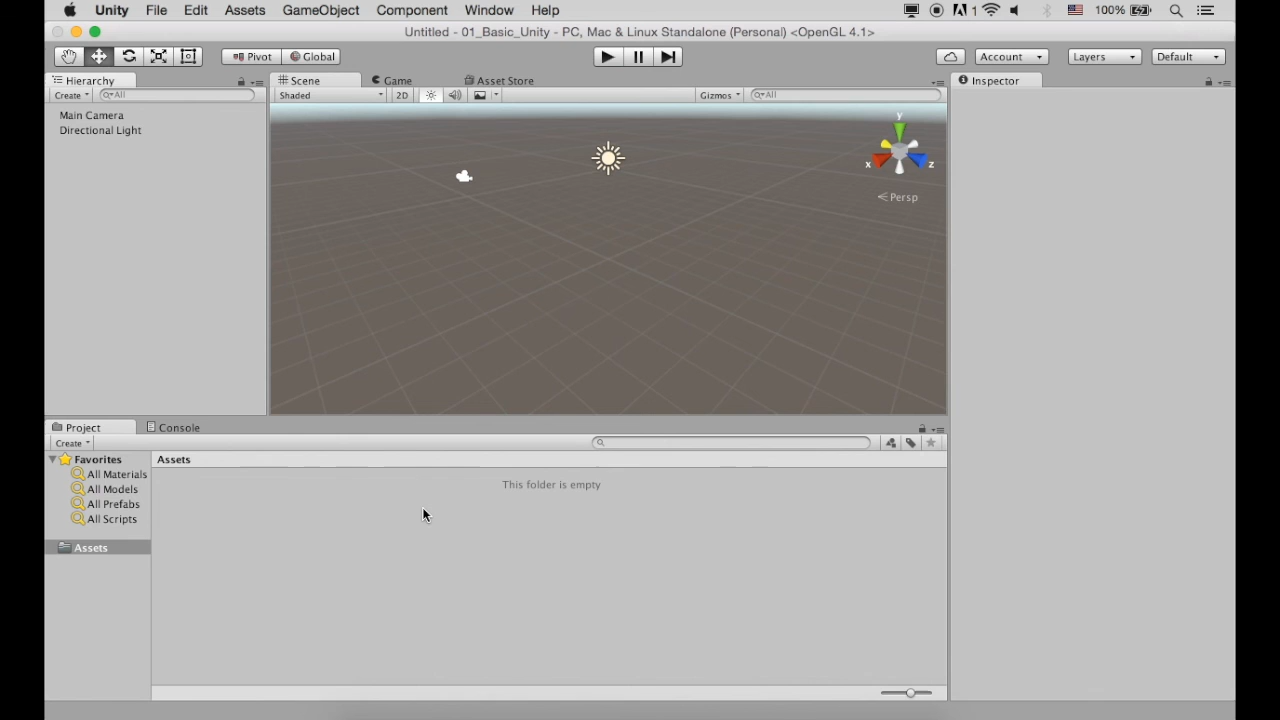 Unity File Edit Assets GameObject Component Window Help 1 100%
Untitled - 01_Basic_Unity - PC, Mac & Linux Standalone (Personal) <OpenGL 4.1>
Pivot Global Account Layers Default
Hierarchy Scene Game Asset Store Inspector
Create All Shaded 2D Gizmos All
Main Camera
Directional Light
y
x z
Persp
Project Console
Create
Favorites Assets
All Materials
All Models This folder is empty
All Prefabs
All Scripts
Assets